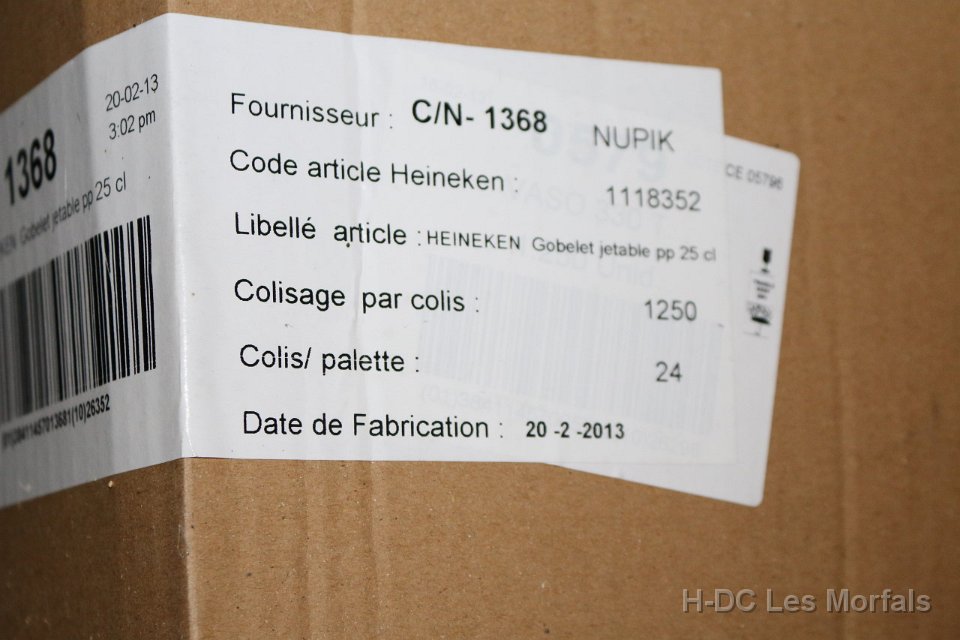 20-02-13
3:02 pm
1368
Gobelet jetable pp 25 cl
Fournisseur : C/N- 1368 NUPIK
Code article Heineken : 1118352
Libellé article : HEINEKEN Gobelet jetable pp 25 cl
Colisage par colis : 1250
Colis/ palette : 24
Date de Fabrication : 20 -2 -2013
CE 05796
H-DC Les Morfals